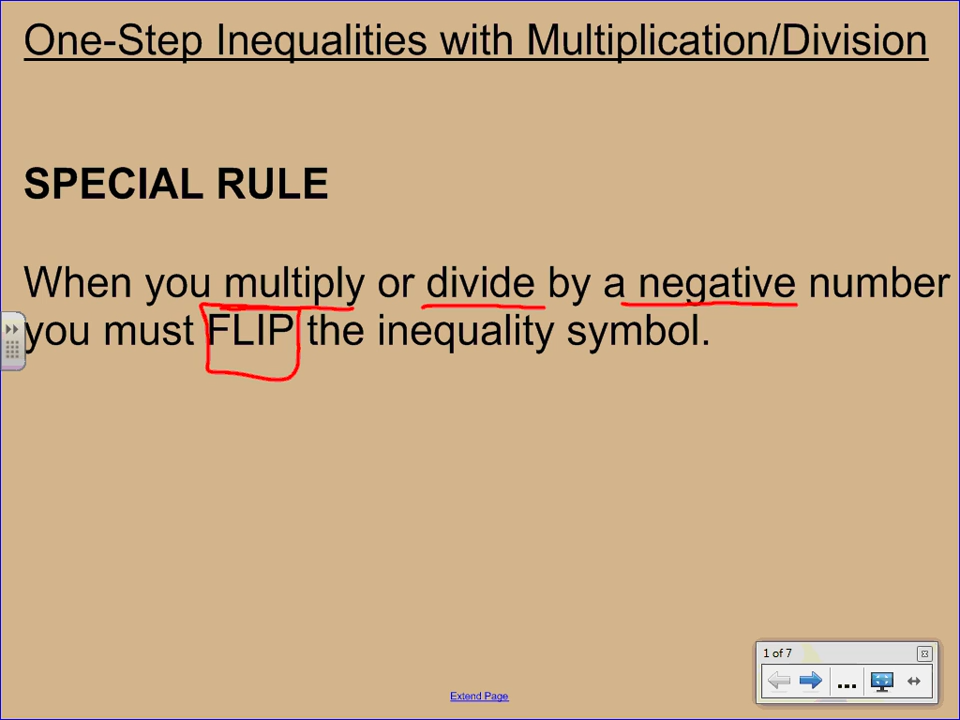 One-Step Inequalities with Multiplication/Division
SPECIAL RULE
When you multiply or divide by a negative number
you must FLIP the inequality symbol.
1 of 7
...
Extend Page